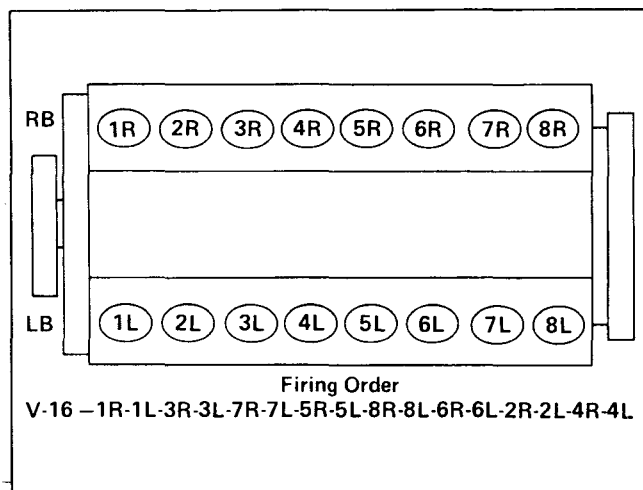 RB
1R 2R 3R 4R 5R 6R 7R 8R
LB
1L 2L 3L 4L 5L 6L 7L 8L
Firing Order
V-16 –1R-1L-3R-3L-7R-7L-5R-5L-8R-8L-6R-6L-2R-2L-4R-4L